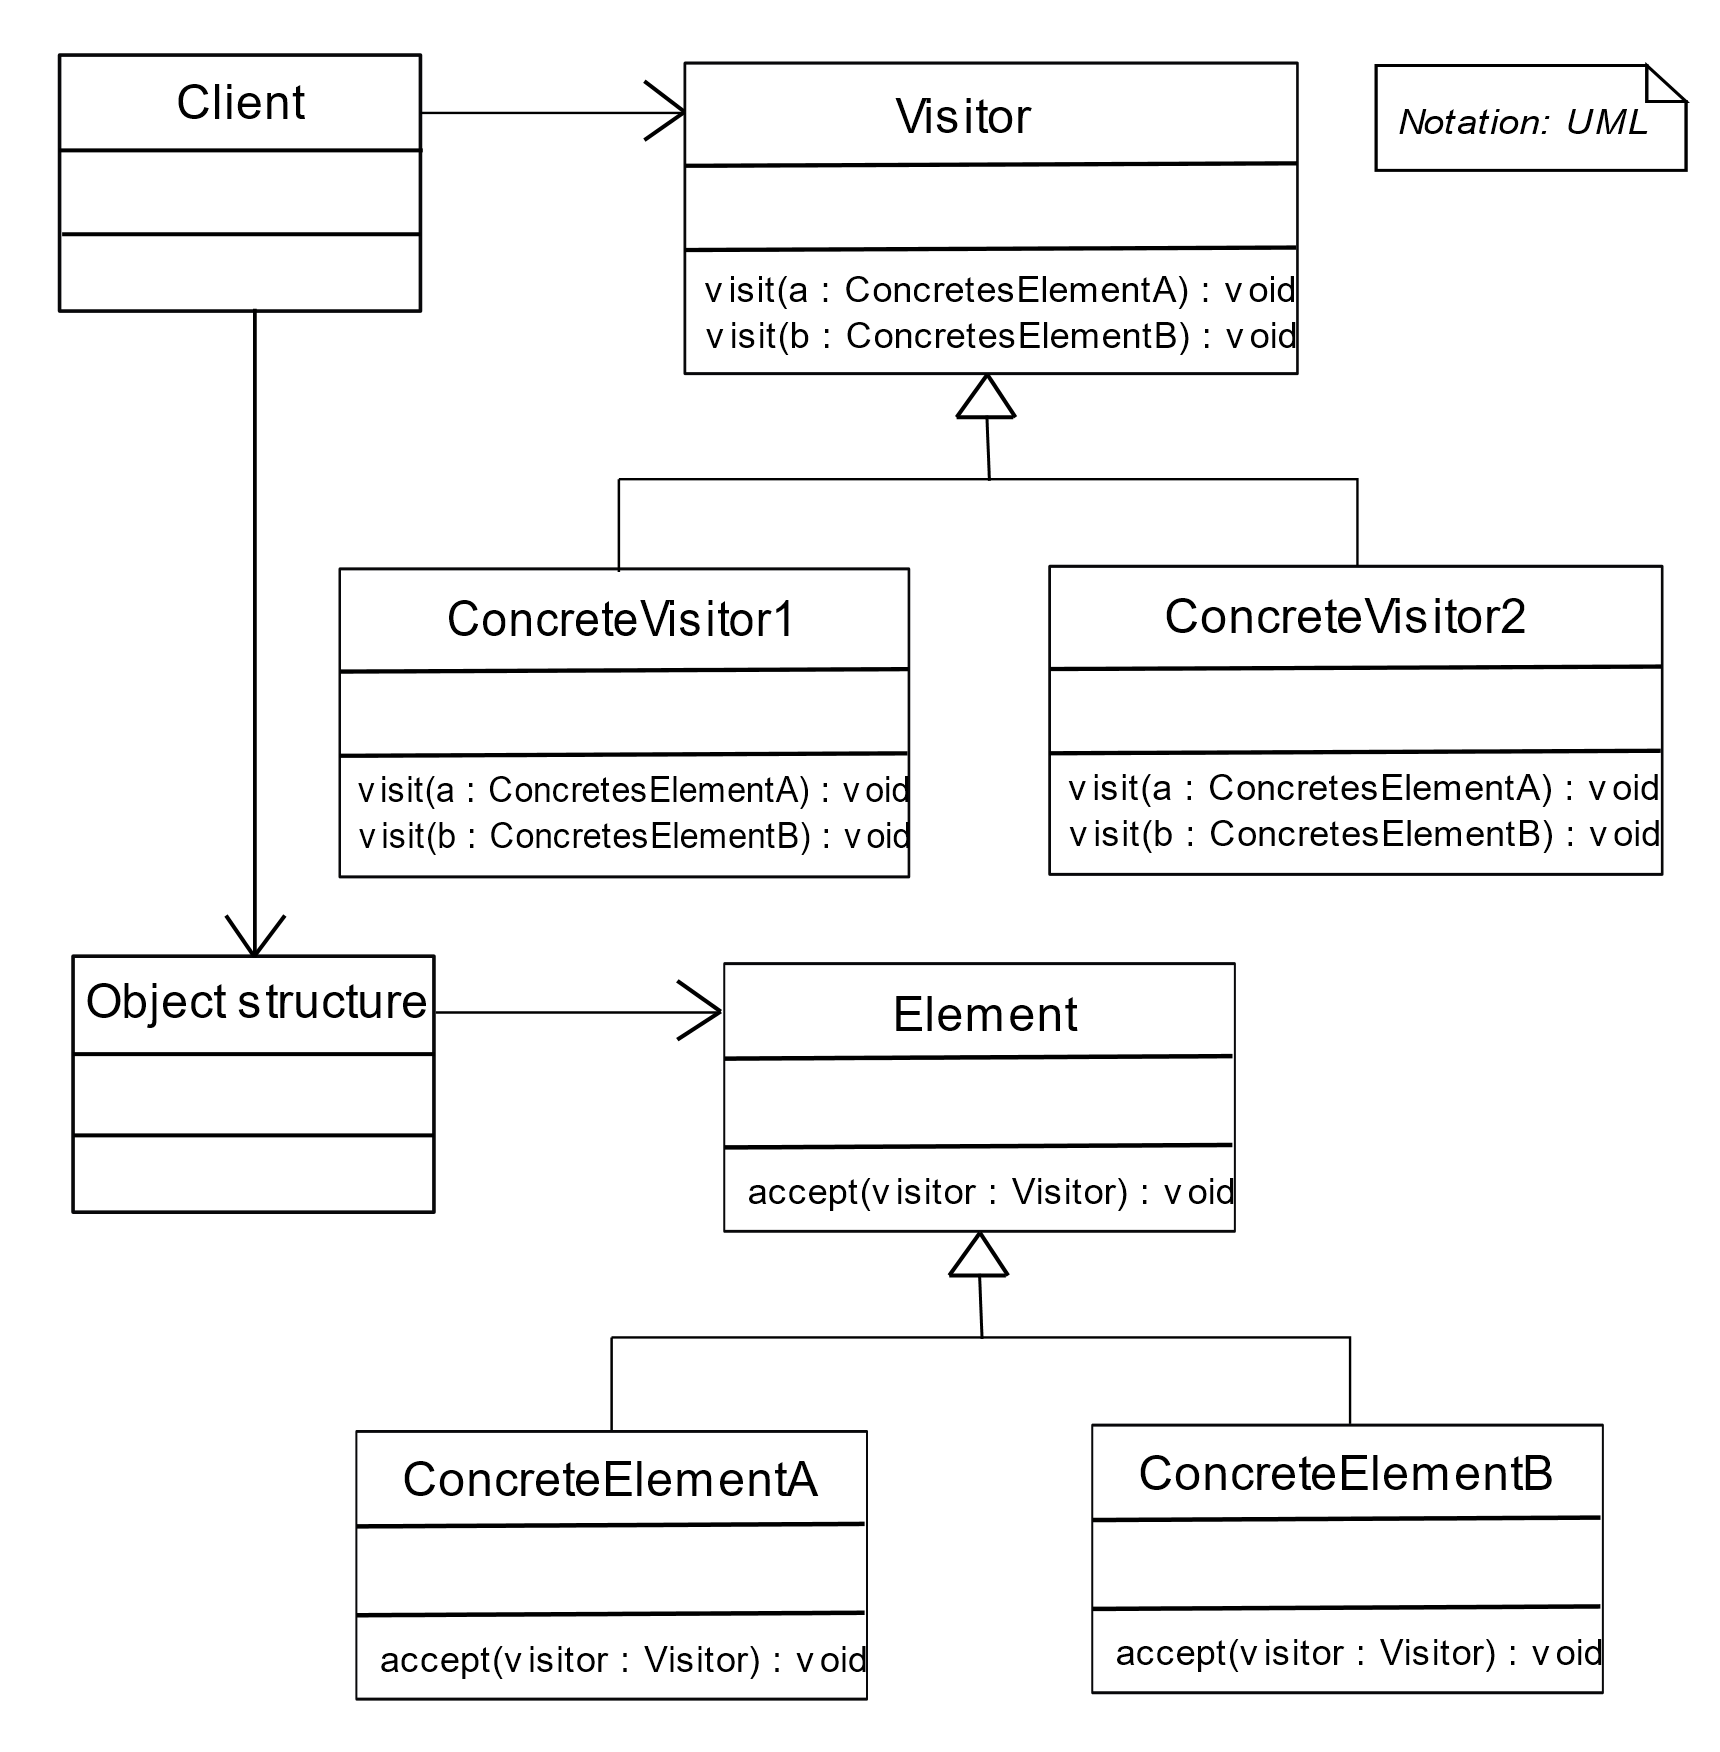 Client
Visitor
Notation: UML
visit(a : ConcretesElementA) : void
visit(b : ConcretesElementB) : void
ConcreteVisitor1
ConcreteVisitor2
visit(a : ConcretesElementA) : void
visit(b : ConcretesElementB) : void
visit(a : ConcretesElementA) : void
visit(b : ConcretesElementB) : void
Object structure
Element
accept(visitor : Visitor) : void
ConcreteElementA
ConcreteElementB
accept(visitor : Visitor) : void
accept(visitor : Visitor) : void